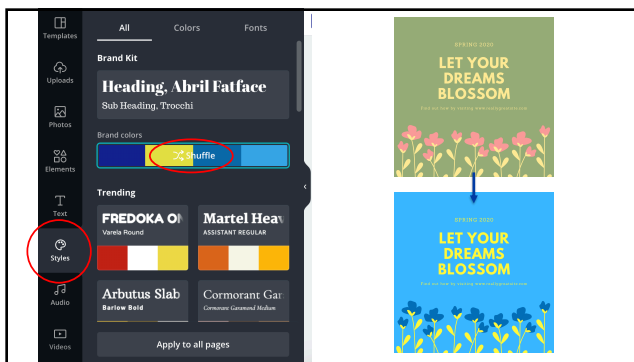 Templates
Uploads
Photos
Elements
Text
Styles
Audio
Videos
All Colors Fonts
Brand Kit
Heading, Abril Fatface
Sub Heading, Trocchi
Brand colors
Shuffle
Trending
FREDOKA ON
Varela Round
Martel Heav
ASSISTANT REGULAR
Arbutus Slab
Barlow Bold
Cormorant Gar
Cormorant Garamond Medium
Apply to all pages
SPRING 2020
LET YOUR
DREAMS
BLOSSOM
SPRING 2020
LET YOUR
DREAMS
BLOSSOM